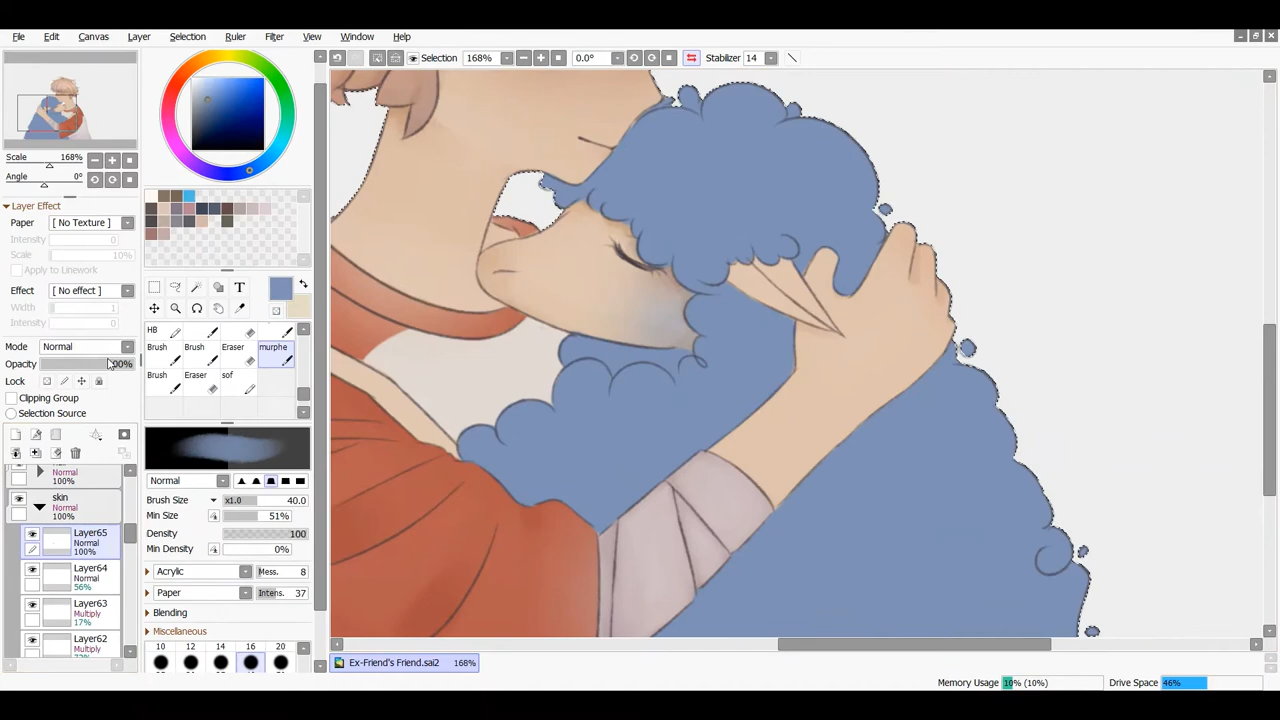 File Edit Canvas Layer Selection Ruler Filter View Window Help
Selection 168% 0.0° Stabilizer 14
Scale 168%
Angle 0°
Layer Effect
Paper [ No Texture ]
Intensity 0
Scale 10%
Apply to Linework
Effect [ No effect ]
Width 1
Intensity 0
Mode Normal
Opacity 100%
Lock
Clipping Group
Selection Source
Normal
100%
skin
Normal
100%
Layer65
Normal
100%
Layer64
Normal
56%
Layer63
Multiply
17%
Layer62
Multiply
T
HB
Brush Brush Eraser murphe
Brush Eraser sof
Normal
Brush Size x1.0 40.0
Min Size 51%
Density 100
Min Density 0%
Acrylic Mess. 8
Paper Intens. 37
Blending
Miscellaneous
10 12 14 16 20
Ex-Friend's Friend.sai2 168%
Memory Usage 10% (10%) Drive Space 46%